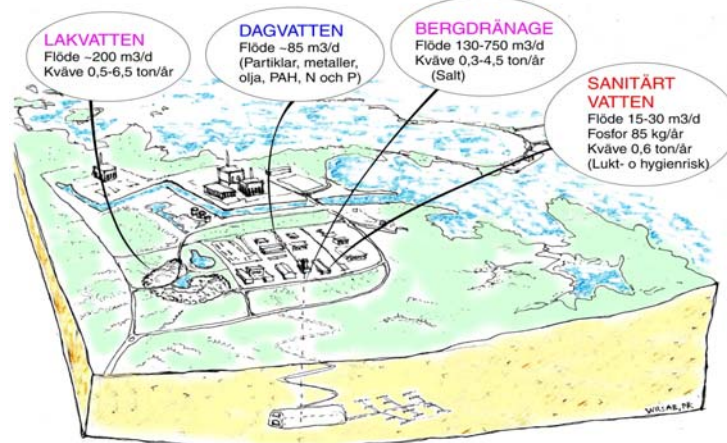 LAKVATTEN
Flöde ~200 m3/d
Kväve 0,5-6,5 ton/år
DAGVATTEN
Flöde ~85 m3/d
(Partiklar, metaller,
olja, PAH, N och P)
BERGDRÄNAGE
Flöde 130-750 m3/d
Kväve 0,3-4,5 ton/år
(Salt)
SANITÄRT
VATTEN
Flöde 15-30 m3/d
Fosfor 85 kg/år
Kväve 0,6 ton/år
(Lukt- o hygienrisk)
WRSAB, PR